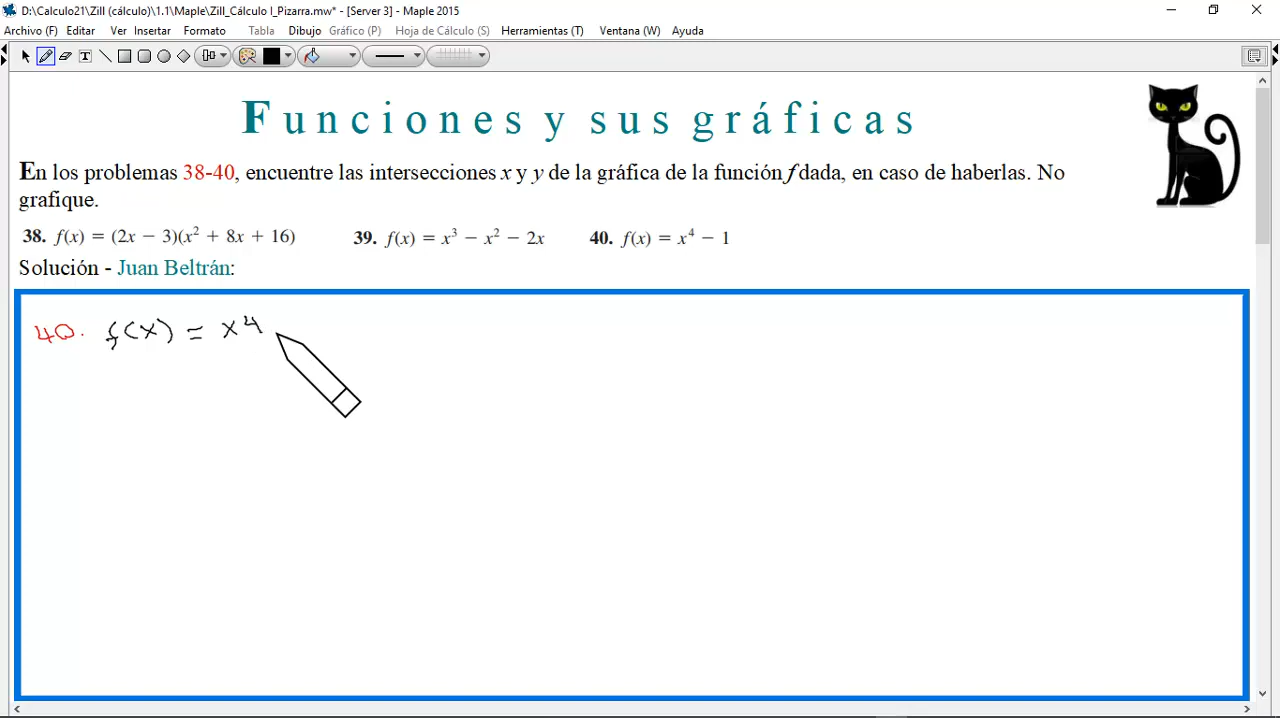 D:\Calculo21\Zill (cálculo)\1.1\Maple\Zill_Cálculo I_Pizarra.mw* - [Server 3] - Maple 2015
Archivo (F) Editar Ver Insertar Formato Tabla Dibujo Gráfico (P) Hoja de Cálculo (S) Herramientas (T) Ventana (W) Ayuda
T
Funciones y sus gráficas
En los problemas 38-40, encuentre las intersecciones x y y de la gráfica de la función f dada, en caso de haberlas. No
grafique.
38. f(x) = (2x − 3)(x² + 8x + 16) 39. f(x) = x³ − x² − 2x 40. f(x) = x⁴ − 1
Solución - Juan Beltrán:
40. f(x) = x⁴